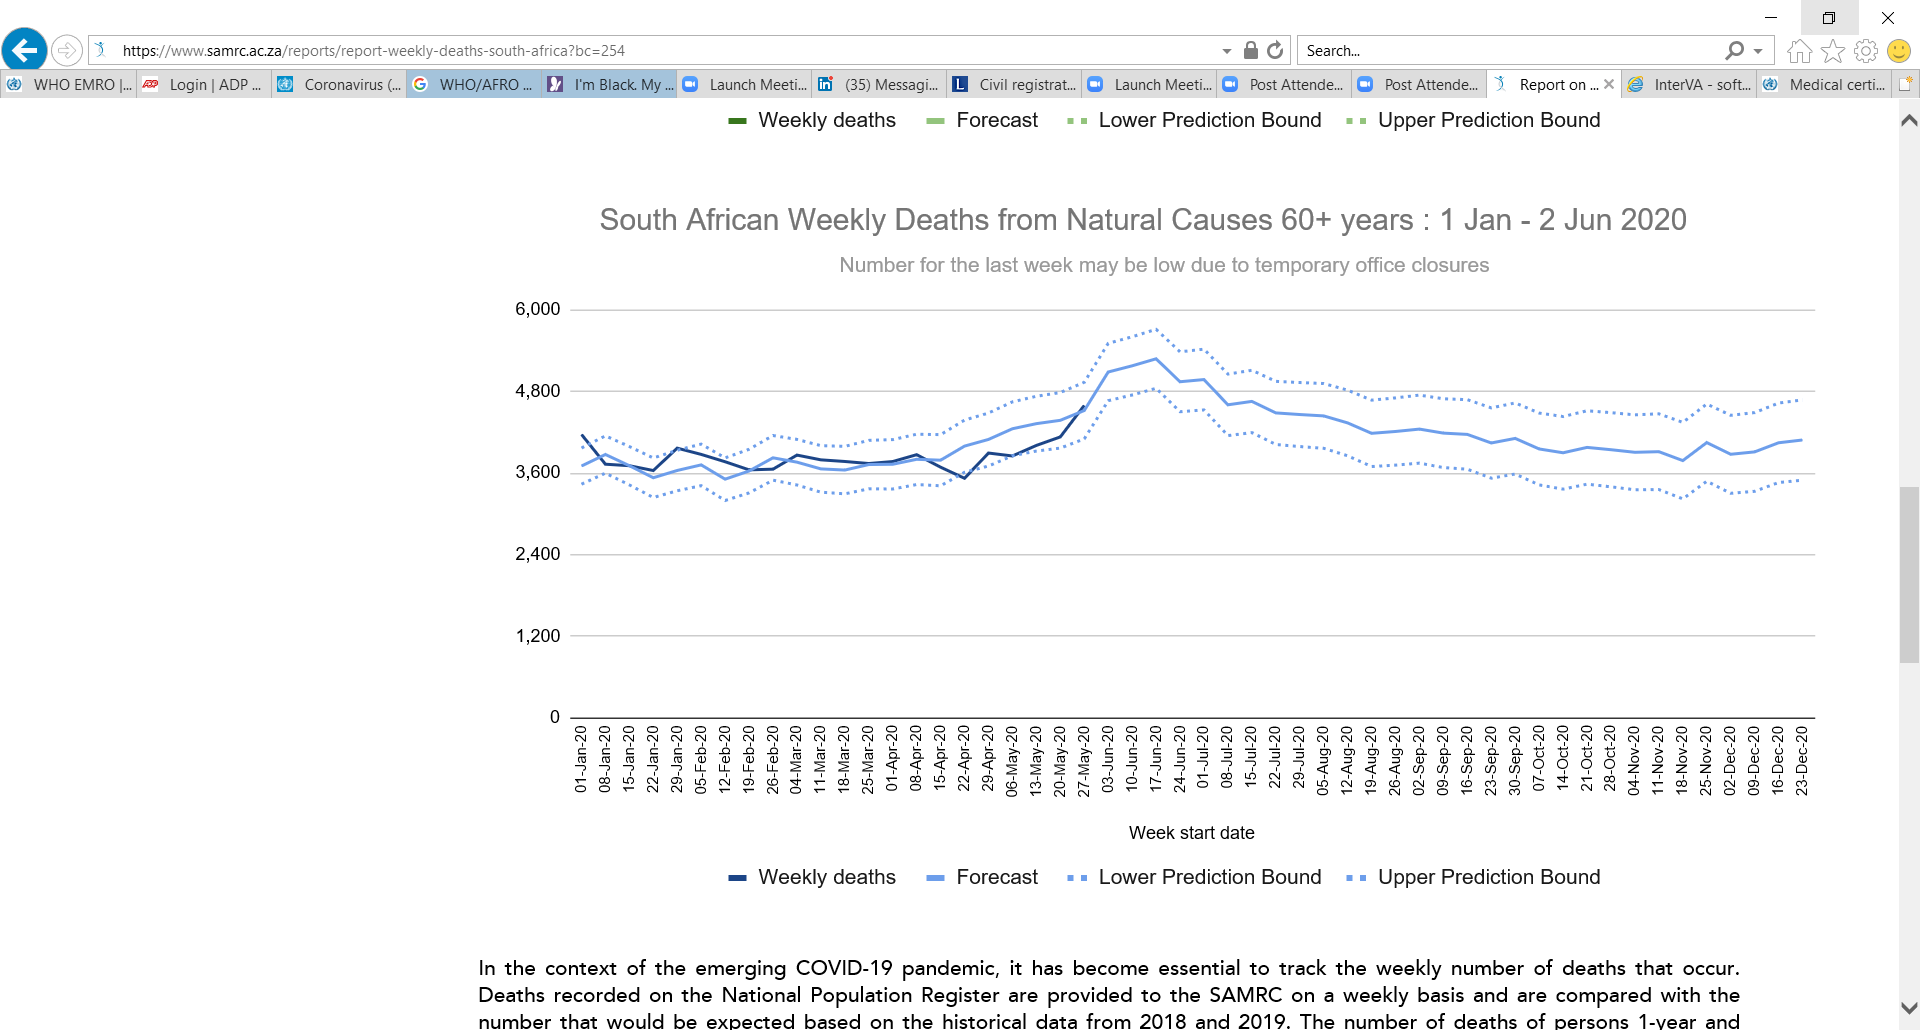 https://www.samrc.ac.za/reports/report-weekly-deaths-south-africa?bc=254
Search...
WHO EMRO |... Login | ADP ... Coronavirus (... WHO/AFRO ... I'm Black. My ... Launch Meeti... (35) Messagi... Civil registrat... Launch Meeti... Post Attende... Post Attende... Report on ... InterVA - soft... Medical certi...
Weekly deaths Forecast Lower Prediction Bound Upper Prediction Bound
South African Weekly Deaths from Natural Causes 60+ years : 1 Jan - 2 Jun 2020
Number for the last week may be low due to temporary office closures
6,000
4,800
3,600
2,400
1,200
0
01-Jan-20
08-Jan-20
15-Jan-20
22-Jan-20
29-Jan-20
05-Feb-20
12-Feb-20
19-Feb-20
26-Feb-20
04-Mar-20
11-Mar-20
18-Mar-20
25-Mar-20
01-Apr-20
08-Apr-20
15-Apr-20
22-Apr-20
29-Apr-20
06-May-20
13-May-20
20-May-20
27-May-20
03-Jun-20
10-Jun-20
17-Jun-20
24-Jun-20
01-Jul-20
08-Jul-20
15-Jul-20
22-Jul-20
29-Jul-20
05-Aug-20
12-Aug-20
19-Aug-20
26-Aug-20
02-Sep-20
09-Sep-20
16-Sep-20
23-Sep-20
30-Sep-20
07-Oct-20
14-Oct-20
21-Oct-20
28-Oct-20
04-Nov-20
11-Nov-20
18-Nov-20
25-Nov-20
02-Dec-20
09-Dec-20
16-Dec-20
23-Dec-20
Week start date
Weekly deaths Forecast Lower Prediction Bound Upper Prediction Bound
In the context of the emerging COVID-19 pandemic, it has become essential to track the weekly number of deaths that occur.
Deaths recorded on the National Population Register are provided to the SAMRC on a weekly basis and are compared with the
number that would be expected based on the historical data from 2018 and 2019. The number of deaths of persons 1-year and